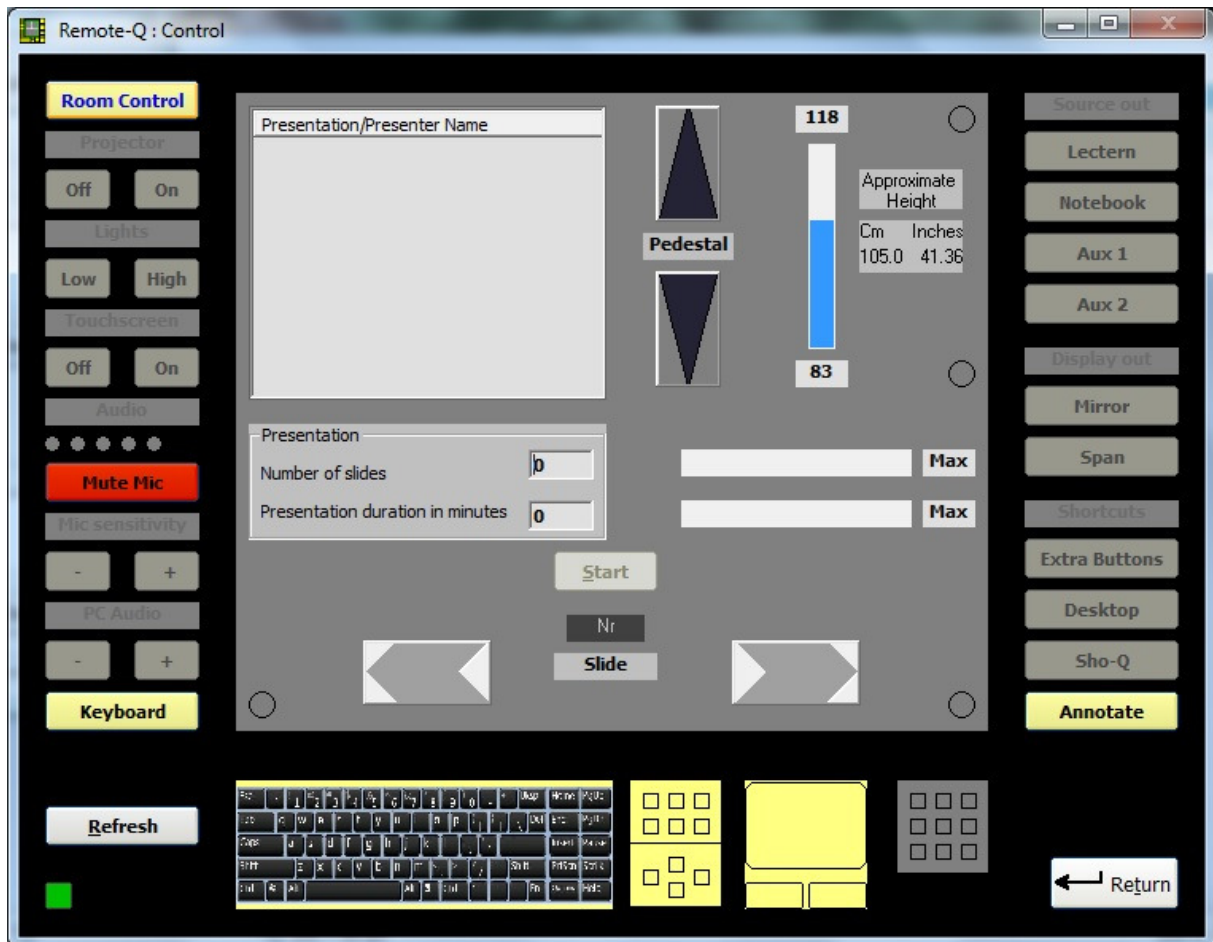 Remote-Q : Control
Room Control
Projector
Off On
Lights
Low High
Touchscreen
Off On
Audio
Mute Mic
Mic sensitivity
- +
PC Audio
- +
Keyboard
Refresh
Presentation/Presenter Name
Presentation
Number of slides 0
Presentation duration in minutes 0
Start
Nr
Slide
Pedestal
118
83
Approximate
Height
Cm Inches
105.0 41.36
Max
Max
Source out
Lectern
Notebook
Aux 1
Aux 2
Display out
Mirror
Span
Shortcuts
Extra Buttons
Desktop
Sho-Q
Annotate
Return